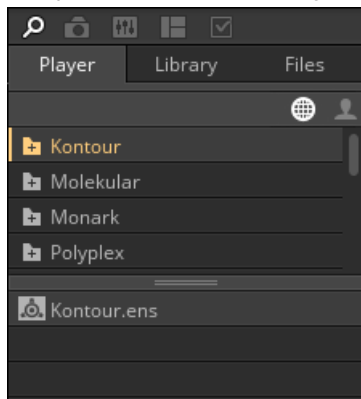 Player Library Files
Kontour
Molekular
Monark
Polyplex
Kontour.ens